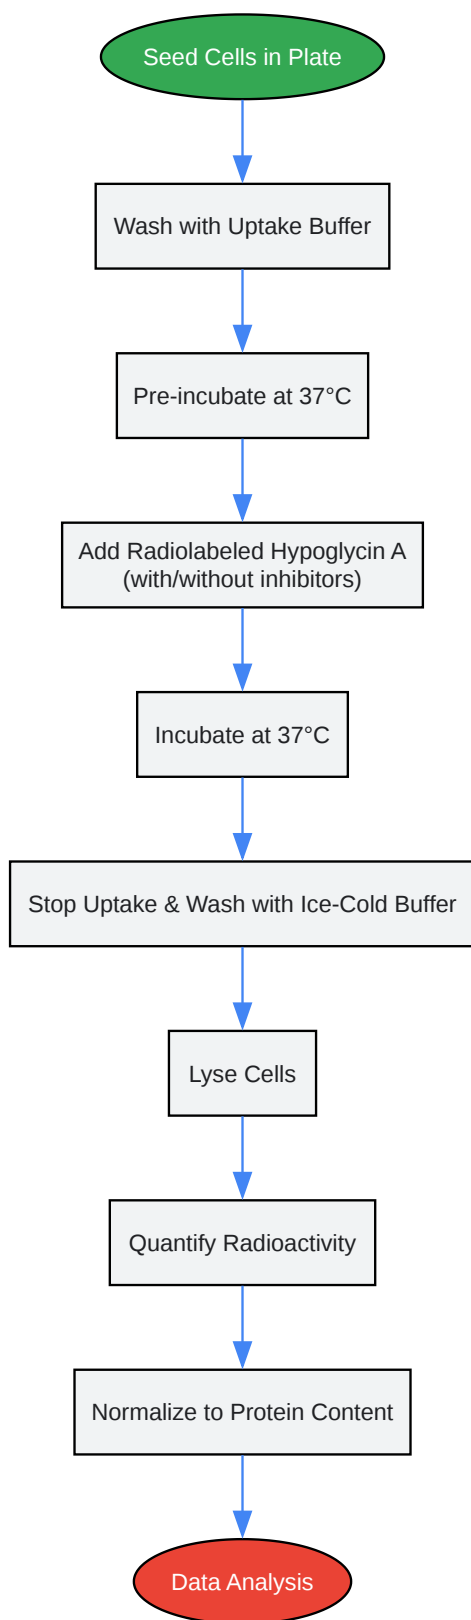 Seed Cells in Plate
Wash with Uptake Buffer
Pre-incubate at 37°C
Add Radiolabeled Hypoglycin A
(with/without inhibitors)
Incubate at 37°C
Stop Uptake & Wash with Ice-Cold Buffer
Lyse Cells
Quantify Radioactivity
Normalize to Protein Content
Data Analysis